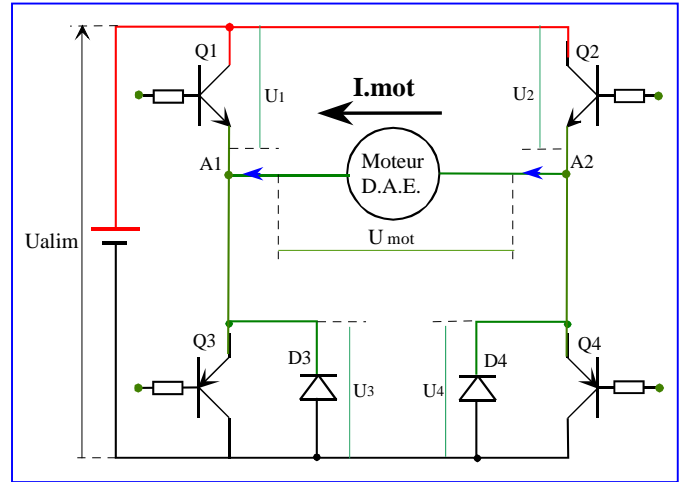 Q1
Q2
U1
I.mot
U2
A1
Moteur
D.A.E.
A2
Ualim
U mot
Q3
D3
U3
U4
D4
Q4